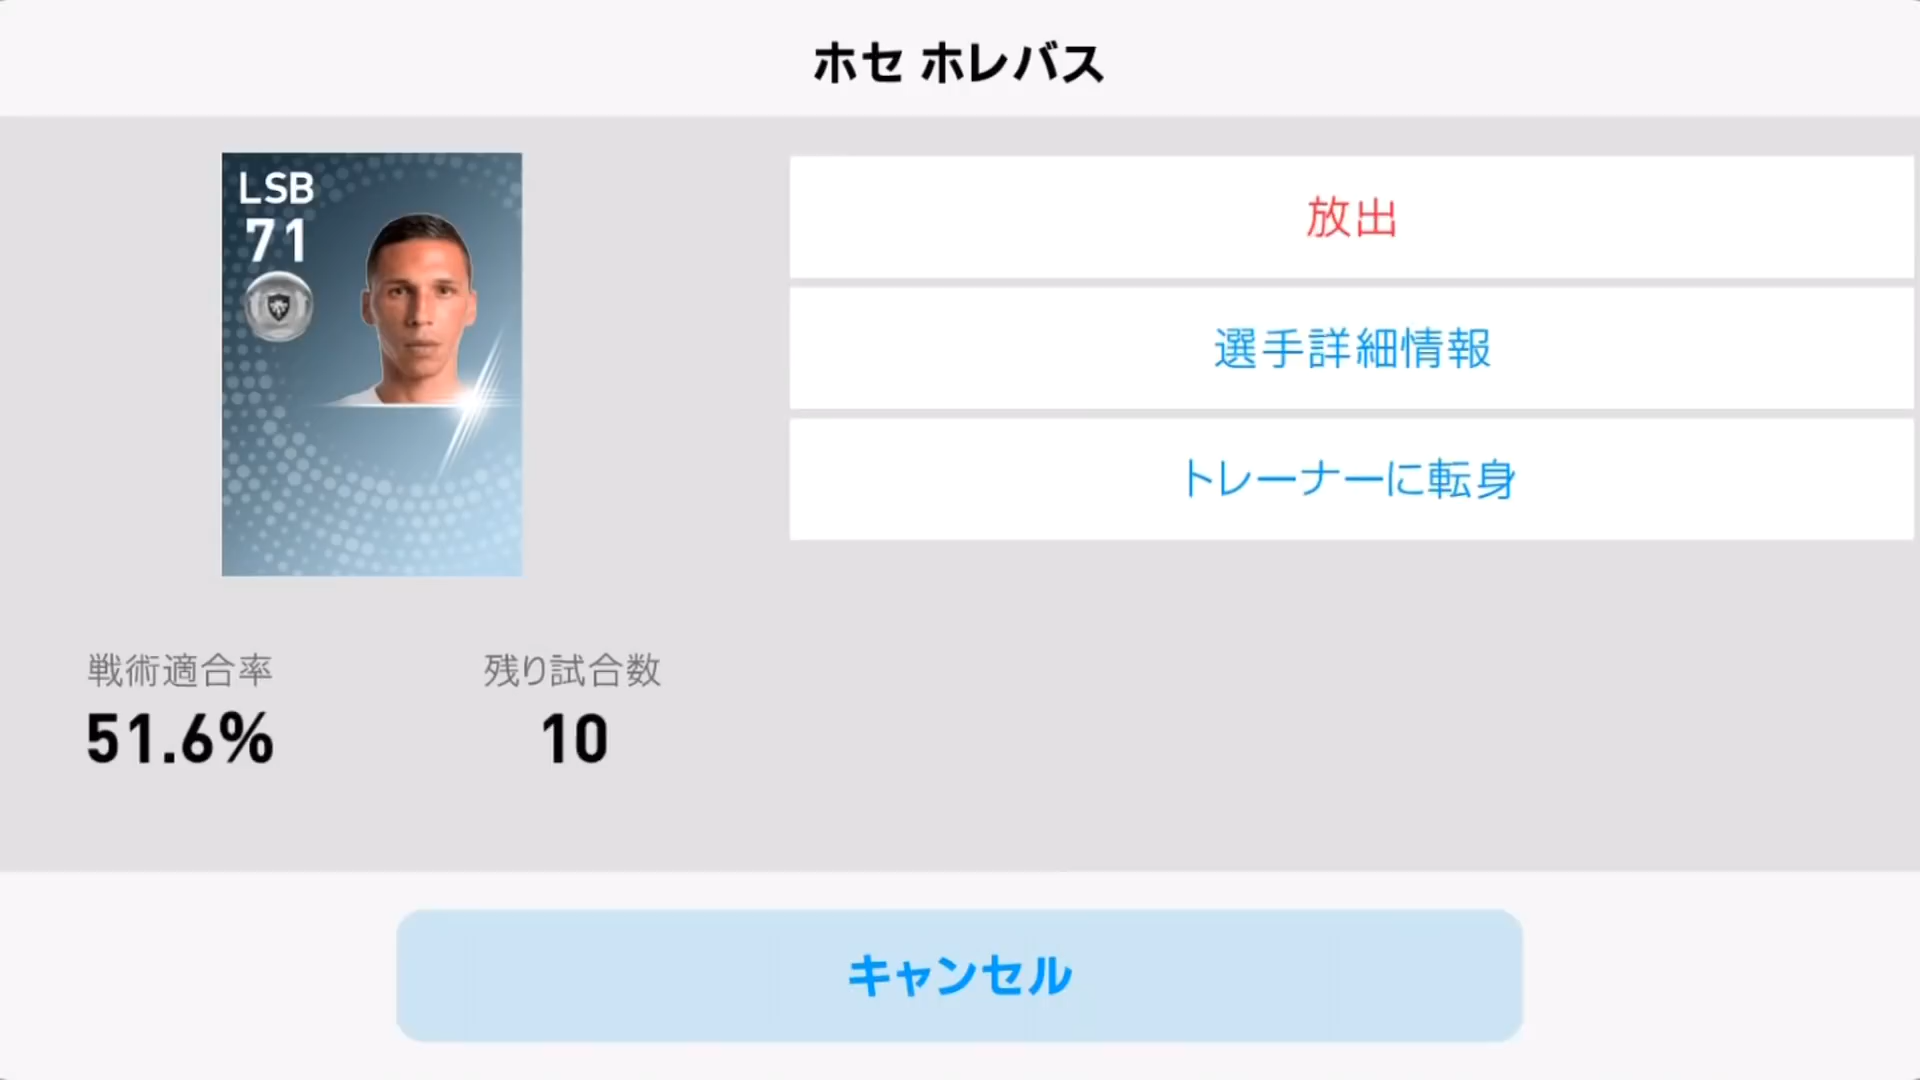 ホセ ホレバス
LSB
71
放出
選手詳細情報
トレーナーに転身
戦術適合率
51.6%
残り試合数
10
キャンセル